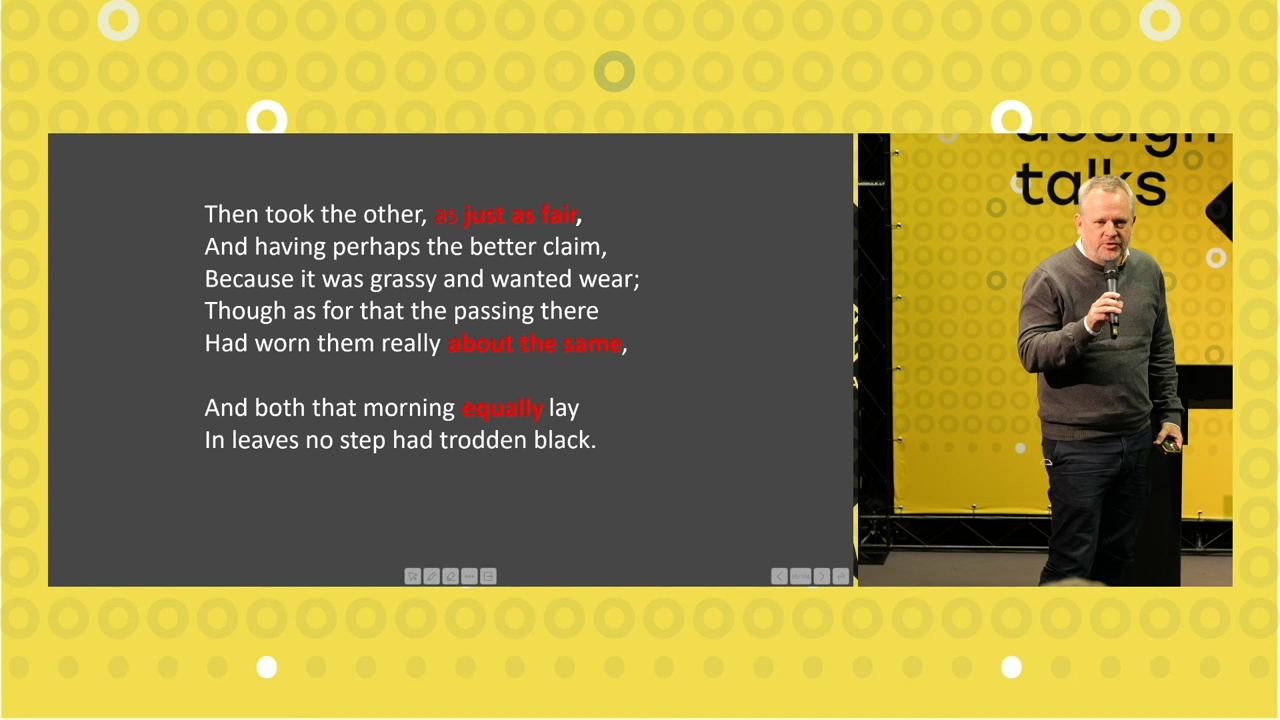 Then took the other, as just as fair,
And having perhaps the better claim,
Because it was grassy and wanted wear;
Though as for that the passing there
Had worn them really about the same,
And both that morning equally lay
In leaves no step had trodden black.
design
talks